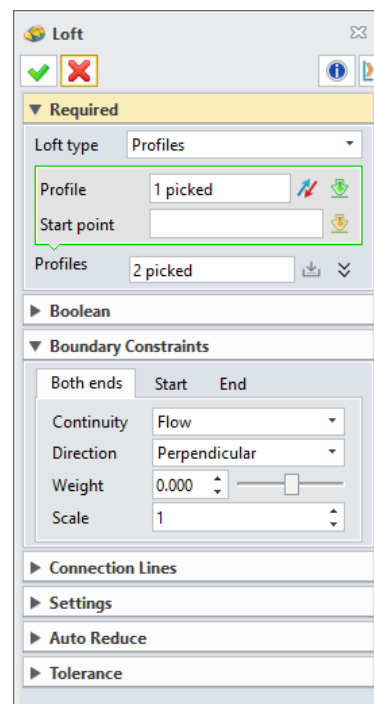 Loft
Required
Loft type Profiles
Profile 1 picked
Start point
Profiles 2 picked
Boolean
Boundary Constraints
Both ends Start End
Continuity Flow
Direction Perpendicular
Weight 0.000
Scale 1
Connection Lines
Settings
Auto Reduce
Tolerance